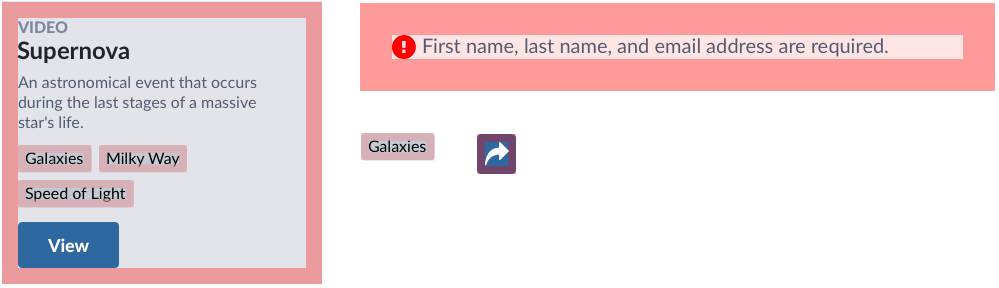 VIDEO
Supernova
An astronomical event that occurs
during the last stages of a massive
star's life.
Galaxies Milky Way
Speed of Light
View
First name, last name, and email address are required.
Galaxies